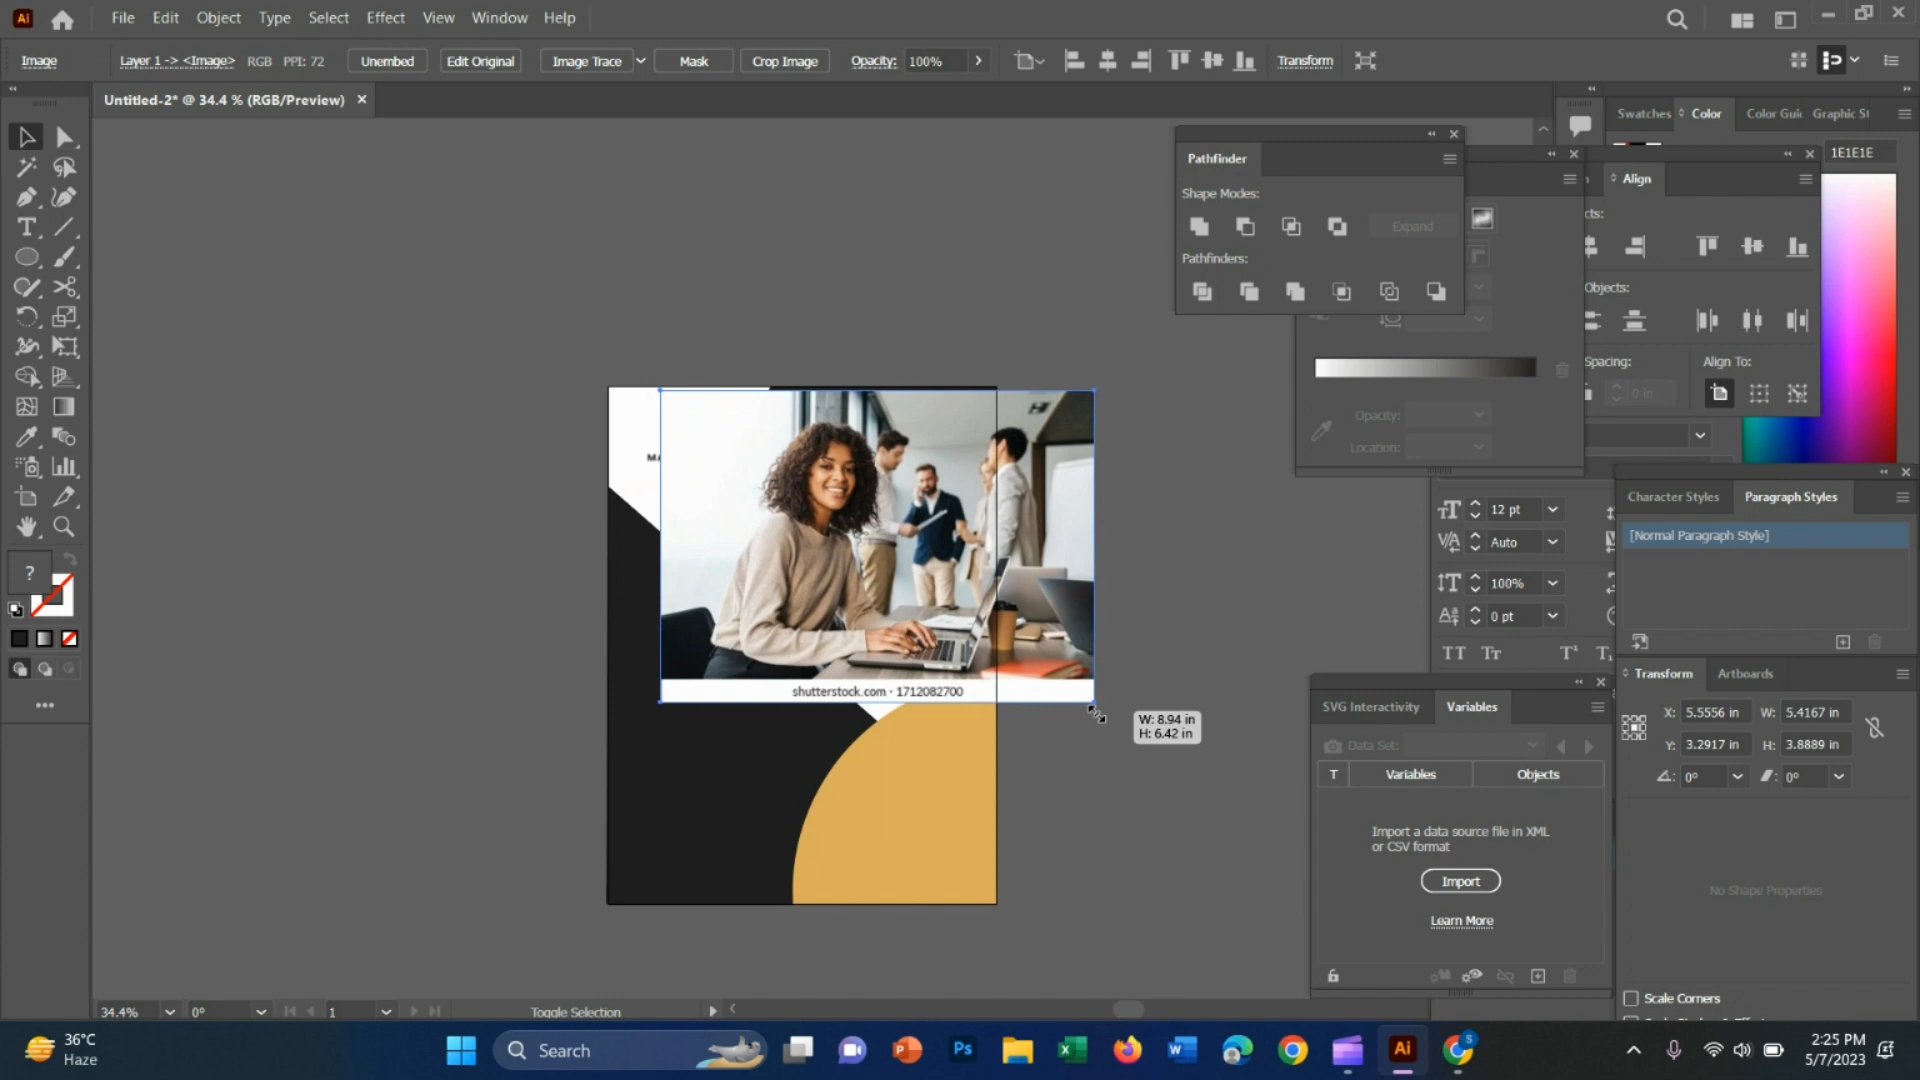 File Edit Object Type Select Effect View Window Help
Image Layer 1 -> <Image> RGB PPI: 72 Unembed Edit Original Image Trace Mask Crop Image Opacity: 100% Transform
Untitled-2* @ 34.4 % (RGB/Preview)
Swatches Color Color Gui Graphic St
1E1E1E
Pathfinder
Shape Modes:
Expand
Pathfinders:
Align
cts:
Objects:
Spacing: Align To:
0 in
Opacity:
Location:
MA
shutterstock.com · 1712082700
W: 8.94 in
H: 6.42 in
12 pt
Auto
100%
0 pt
Character Styles Paragraph Styles
[Normal Paragraph Style]
Transform Artboards
X: 5.5556 in W: 5.4167 in
Y: 3.2917 in H: 3.8889 in
0° 0°
No Shape Properties
Scale Corners
SVG Interactivity Variables
Data Set:
T Variables Objects
Import a data source file in XML
or CSV format
Import
Learn More
34.4% 0° 1 Toggle Selection
36°C
Haze
Search
2:25 PM
5/7/2023